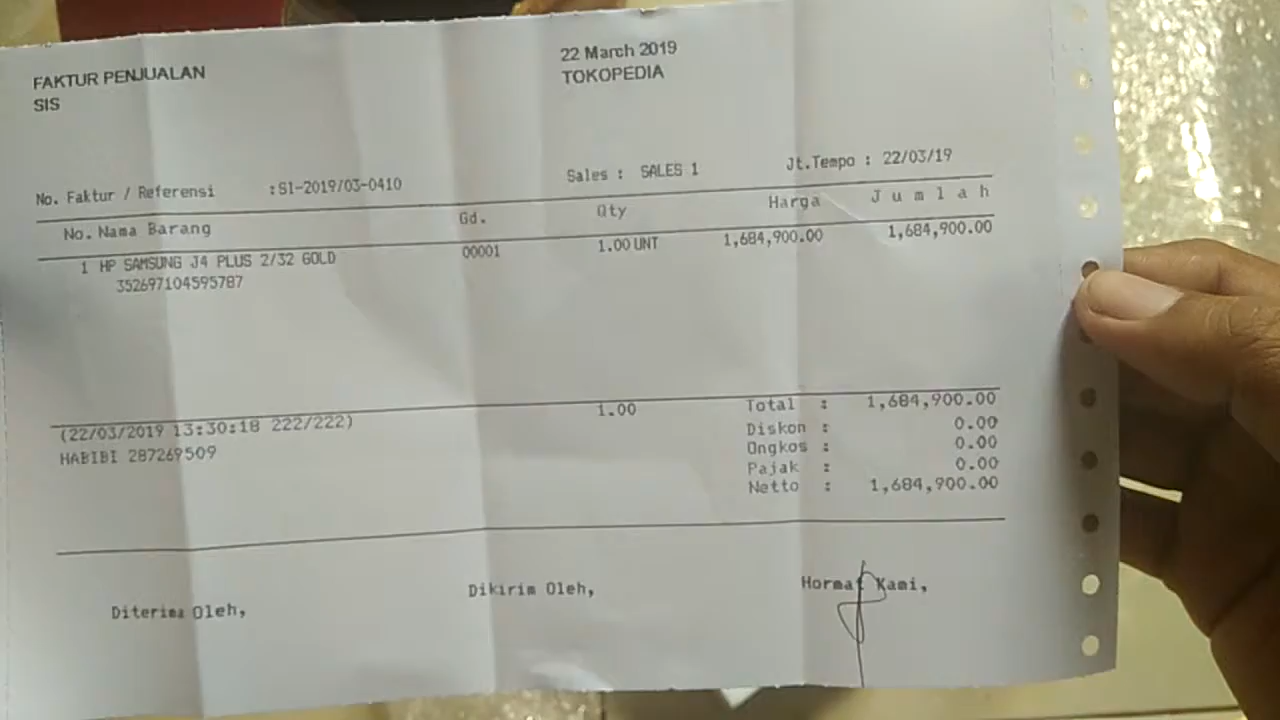 FAKTUR PENJUALAN
SIS
22 March 2019
TOKOPEDIA
No. Faktur / Referensi :SI-2019/03-0410 Sales : SALES 1 Jt.Tempo : 22/03/19
No. Nama Barang Gd. Qty Harga J u m l a h
1 HP SAMSUNG J4 PLUS 2/32 GOLD 00001 1.00 UNT 1,684,900.00 1,684,900.00
352697104595787
(22/03/2019 13:30:18 222/222) 1.00 Total : 1,684,900.00
HABIBI 287269509
Diskon : 0.00
Ongkos : 0.00
Pajak : 0.00
Netto : 1,684,900.00
Diterima Oleh, Dikirim Oleh, Hormat Kami,